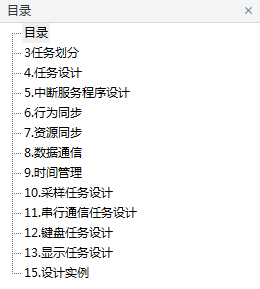 目录
目录
3任务划分
4.任务设计
5.中断服务程序设计
6.行为同步
7.资源同步
8.数据通信
9.时间管理
10.采样任务设计
11.串行通信任务设计
12.键盘任务设计
13.显示任务设计
15.设计实例